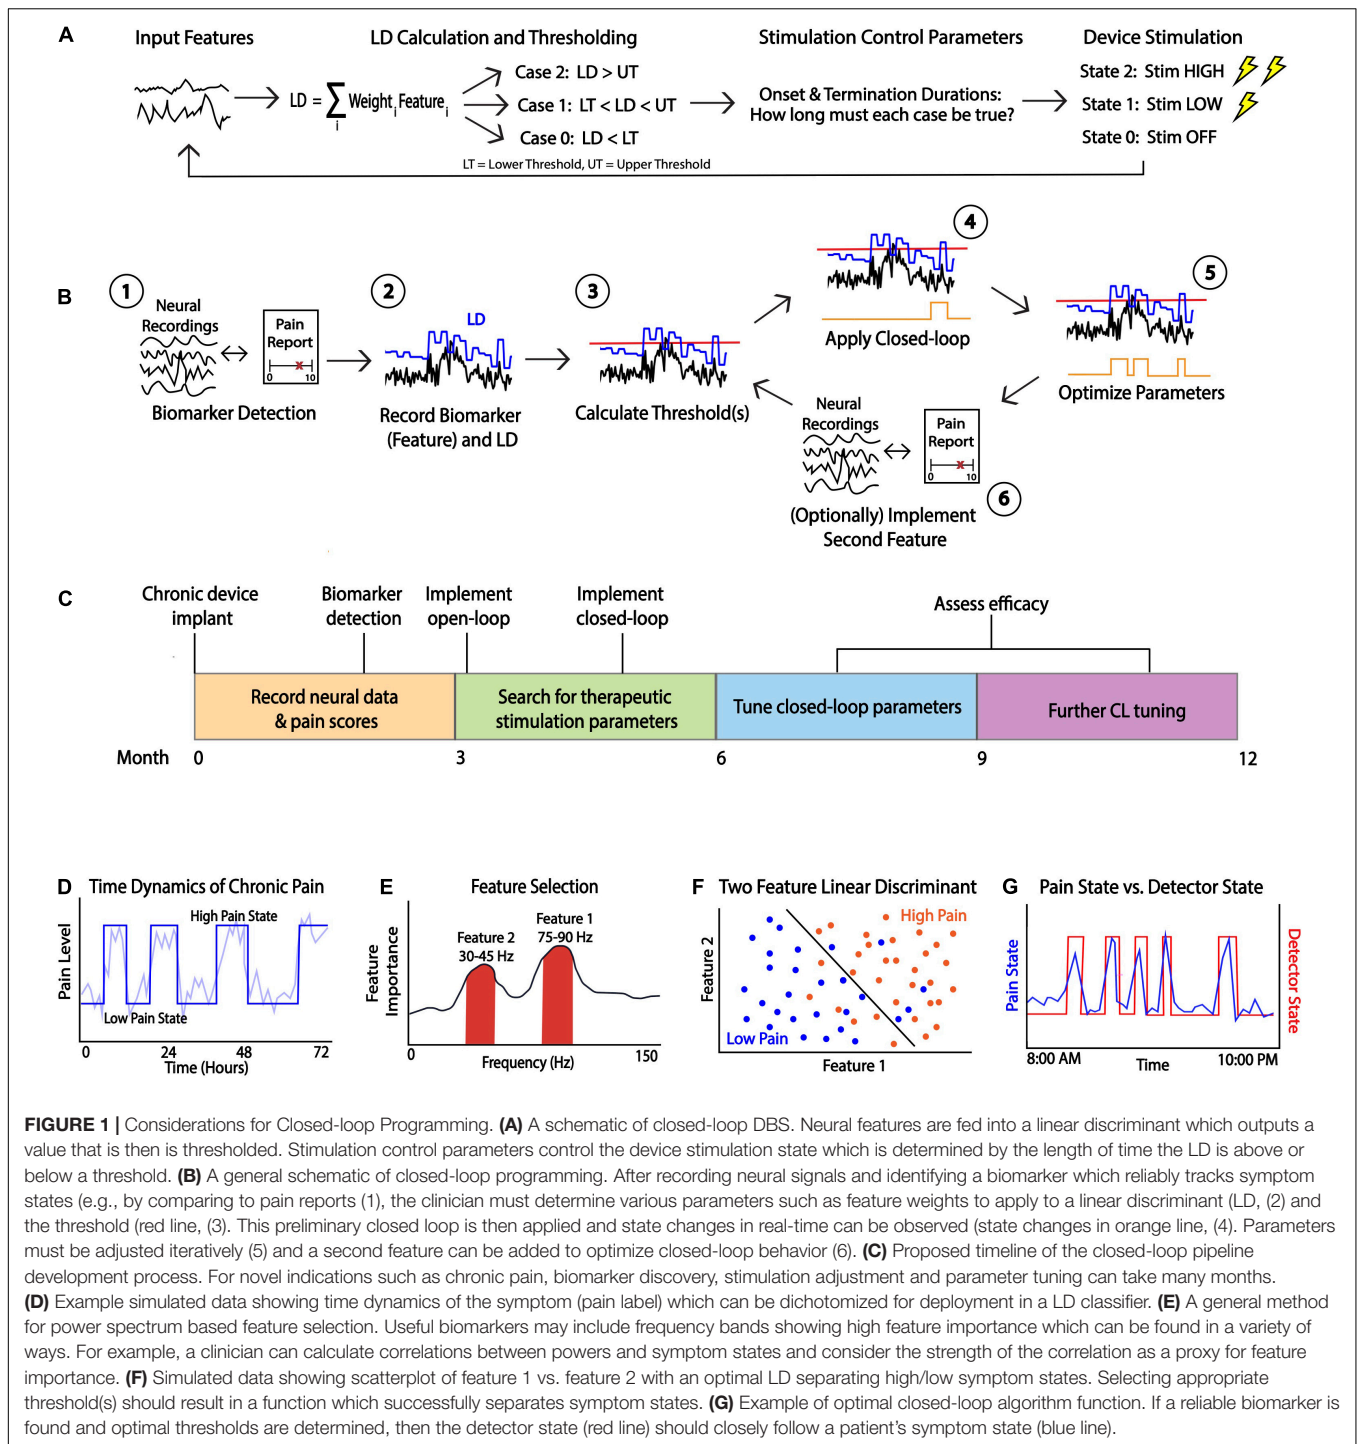 A
Input Features
LD Calculation and Thresholding
Stimulation Control Parameters
Device Stimulation
LD = ∑ i Weight i Feature i
Case 2: LD > UT
Case 1: LT < LD < UT
Case 0: LD < LT
Onset & Termination Durations:
How long must each case be true?
State 2: Stim HIGH
State 1: Stim LOW
State 0: Stim OFF
LT = Lower Threshold, UT = Upper Threshold
B
1
Neural
Recordings
Pain
Report
0 10
Biomarker Detection
2
LD
Record Biomarker
(Feature) and LD
3
Calculate Threshold(s)
4
Apply Closed-loop
5
Optimize Parameters
Neural
Recordings
Pain
Report
0 10
6
(Optionally) Implement
Second Feature
C
Chronic device
implant
Biomarker
detection
Implement
open-loop
Implement
closed-loop
Assess efficacy
Record neural data
& pain scores
Search for therapeutic
stimulation parameters
Tune closed-loop parameters
Further CL tuning
Month 0 3 6 9 12
D Time Dynamics of Chronic Pain
Pain Level
High Pain State
Low Pain State
0 24 48 72
Time (Hours)
E Feature Selection
Feature
Importance
Feature 2
30-45 Hz
Feature 1
75-90 Hz
0 150
Frequency (Hz)
F Two Feature Linear Discriminant
Feature 2
High Pain
Low Pain
Feature 1
G Pain State vs. Detector State
Pain State
Detector State
8:00 AM 10:00 PM
Time
FIGURE 1 | Considerations for Closed-loop Programming. (A) A schematic of closed-loop DBS. Neural features are fed into a linear discriminant which outputs a
value that is then is thresholded. Stimulation control parameters control the device stimulation state which is determined by the length of time the LD is above or
below a threshold. (B) A general schematic of closed-loop programming. After recording neural signals and identifying a biomarker which reliably tracks symptom
states (e.g., by comparing to pain reports (1), the clinician must determine various parameters such as feature weights to apply to a linear discriminant (LD, (2) and
the threshold (red line, (3). This preliminary closed loop is then applied and state changes in real-time can be observed (state changes in orange line, (4). Parameters
must be adjusted iteratively (5) and a second feature can be added to optimize closed-loop behavior (6). (C) Proposed timeline of the closed-loop pipeline
development process. For novel indications such as chronic pain, biomarker discovery, stimulation adjustment and parameter tuning can take many months.
(D) Example simulated data showing time dynamics of the symptom (pain label) which can be dichotomized for deployment in a LD classifier. (E) A general method
for power spectrum based feature selection. Useful biomarkers may include frequency bands showing high feature importance which can be found in a variety of
ways. For example, a clinician can calculate correlations between powers and symptom states and consider the strength of the correlation as a proxy for feature
importance. (F) Simulated data showing scatterplot of feature 1 vs. feature 2 with an optimal LD separating high/low symptom states. Selecting appropriate
threshold(s) should result in a function which successfully separates symptom states. (G) Example of optimal closed-loop algorithm function. If a reliable biomarker is
found and optimal thresholds are determined, then the detector state (red line) should closely follow a patient's symptom state (blue line).